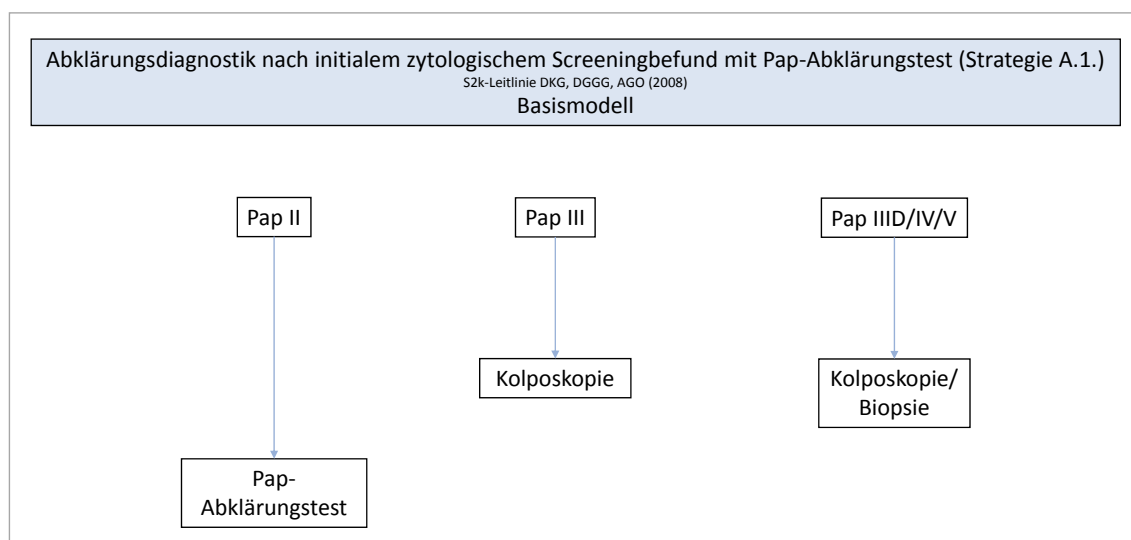 Abklärungsdiagnostik nach initialem zytologischem Screeningbefund mit Pap-Abklärungstest (Strategie A.1.)
S2k-Leitlinie DKG, DGGG, AGO (2008)
Basismodell
Pap II
Pap III
Pap IIID/IV/V
Kolposkopie
Kolposkopie/
Biopsie
Pap-
Abklärungstest